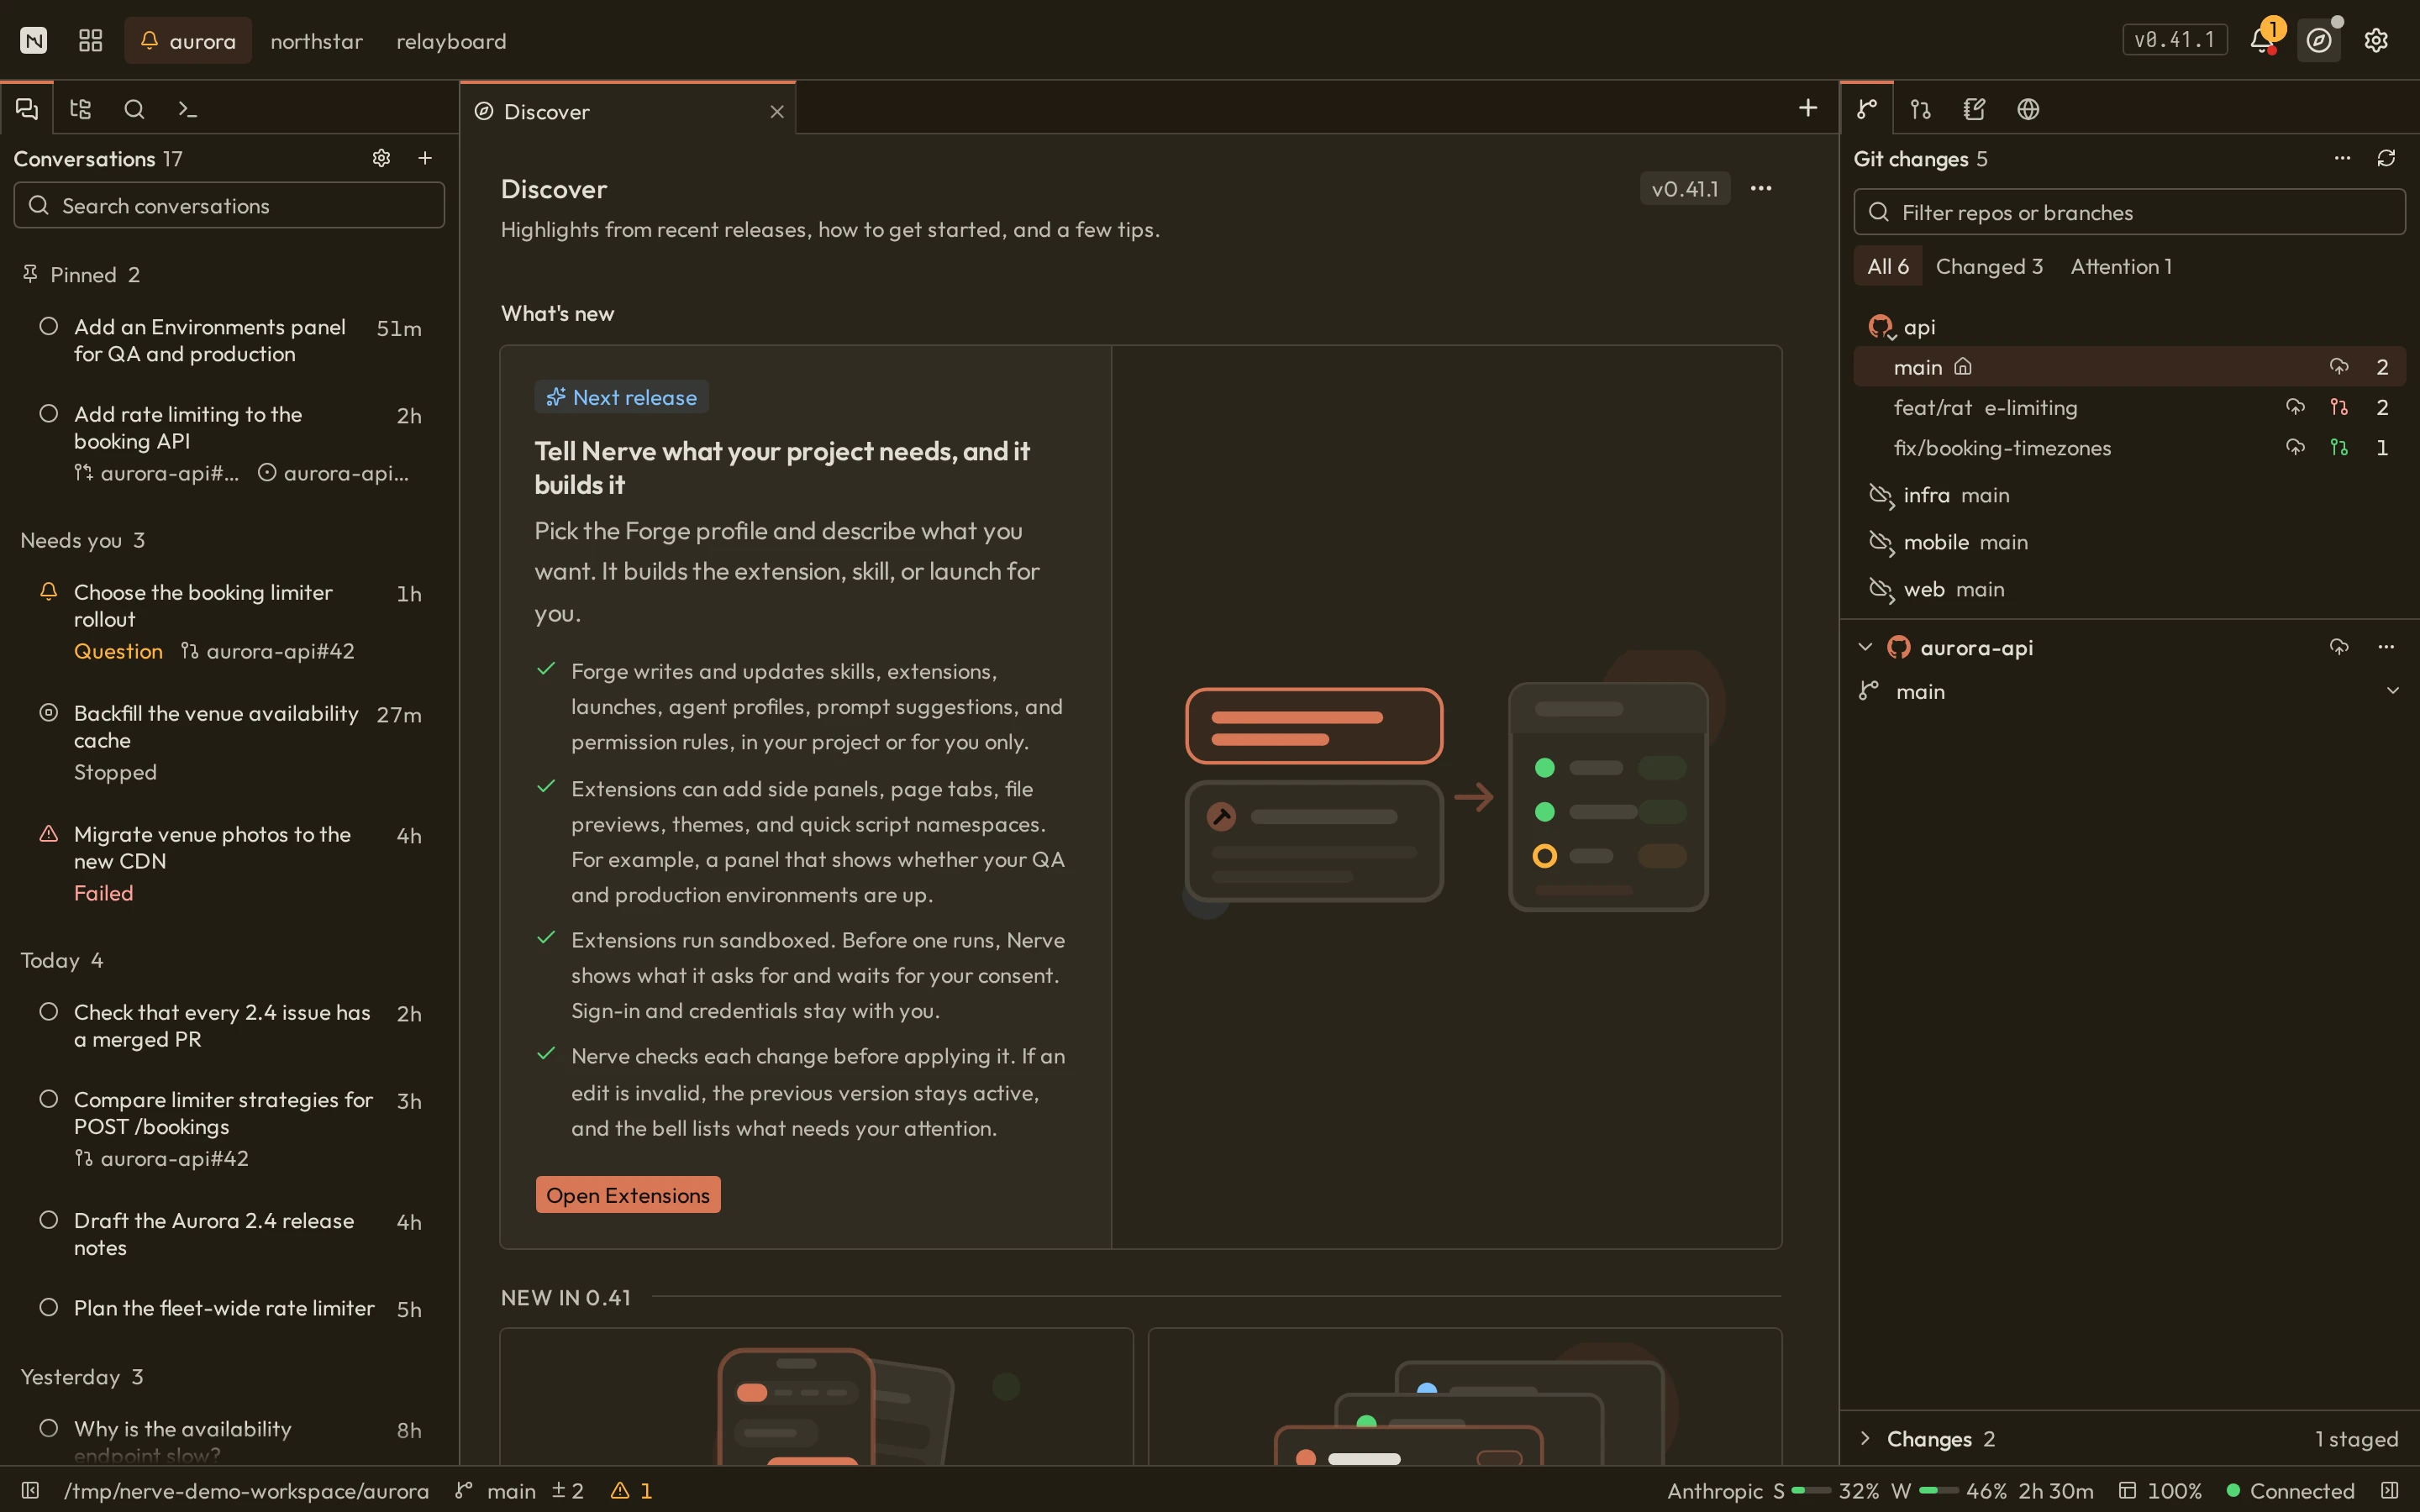 aurora northstar relayboard v0.41.1 1
Discover
Conversations 17
Search conversations
Pinned 2
Add an Environments panel 51m
for QA and production
Add rate limiting to the 2h
booking API
aurora-api#... aurora-api...
Needs you 3
Choose the booking limiter 1h
rollout
Question aurora-api#42
Backfill the venue availability 27m
cache
Stopped
Migrate venue photos to the 4h
new CDN
Failed
Today 4
Check that every 2.4 issue has 2h
a merged PR
Compare limiter strategies for 3h
POST /bookings
aurora-api#42
Draft the Aurora 2.4 release 4h
notes
Plan the fleet-wide rate limiter 5h
Yesterday 3
Why is the availability 8h
endpoint slow?
Discover v0.41.1
Highlights from recent releases, how to get started, and a few tips.
What's new
Next release
Tell Nerve what your project needs, and it
builds it
Pick the Forge profile and describe what you
want. It builds the extension, skill, or launch for
you.
Forge writes and updates skills, extensions,
launches, agent profiles, prompt suggestions, and
permission rules, in your project or for you only.
Extensions can add side panels, page tabs, file
previews, themes, and quick script namespaces.
For example, a panel that shows whether your QA
and production environments are up.
Extensions run sandboxed. Before one runs, Nerve
shows what it asks for and waits for your consent.
Sign-in and credentials stay with you.
Nerve checks each change before applying it. If an
edit is invalid, the previous version stays active,
and the bell lists what needs your attention.
Open Extensions
NEW IN 0.41
Git changes 5
Filter repos or branches
All 6 Changed 3 Attention 1
api
main 2
feat/rat e-limiting 2
fix/booking-timezones 1
infra main
mobile main
web main
aurora-api
main
Changes 2 1 staged
/tmp/nerve-demo-workspace/aurora main ±2 1 Anthropic S 32% W 46% 2h 30m 100% Connected